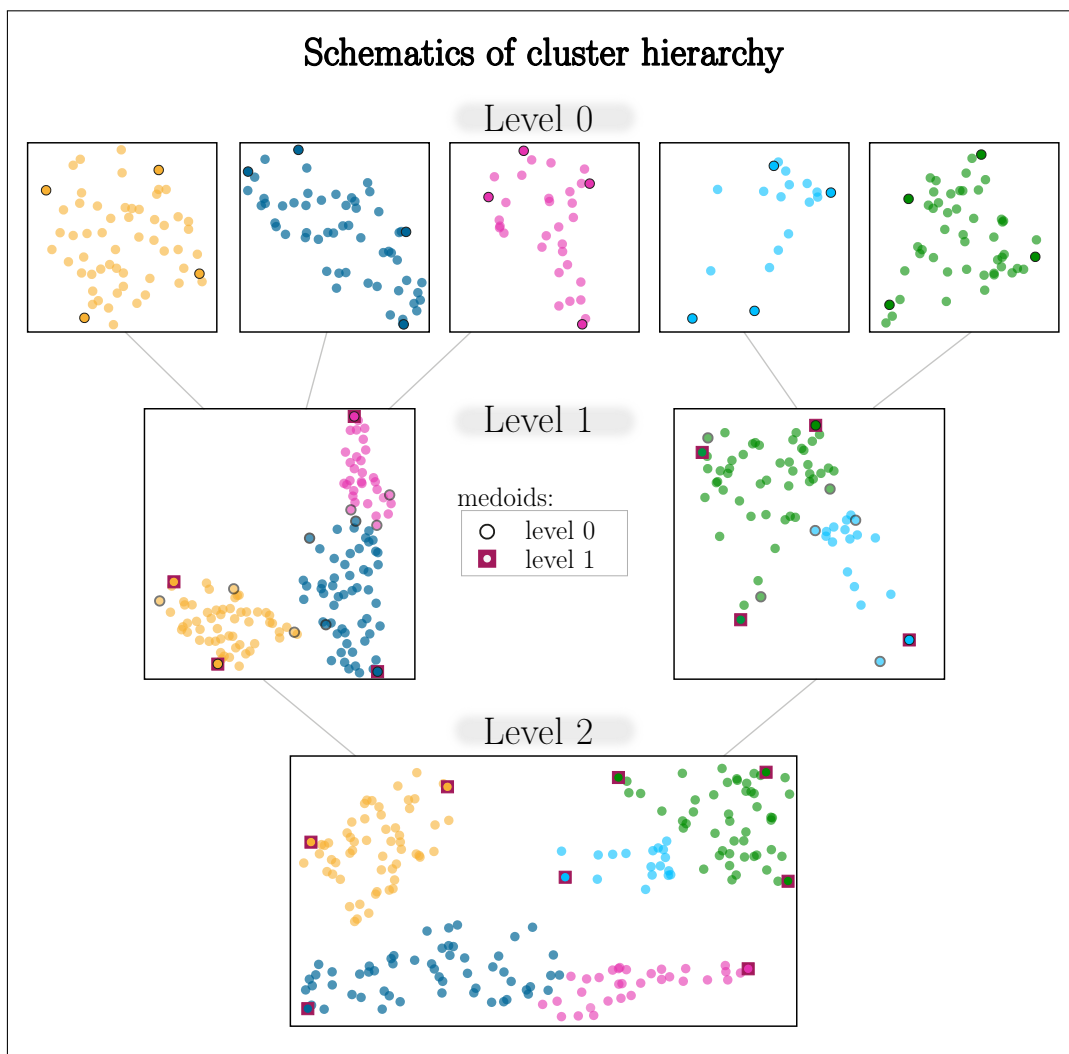 Schematics of cluster hierarchy
Level 0
Level 1
medoids:
level 0
level 1
Level 2